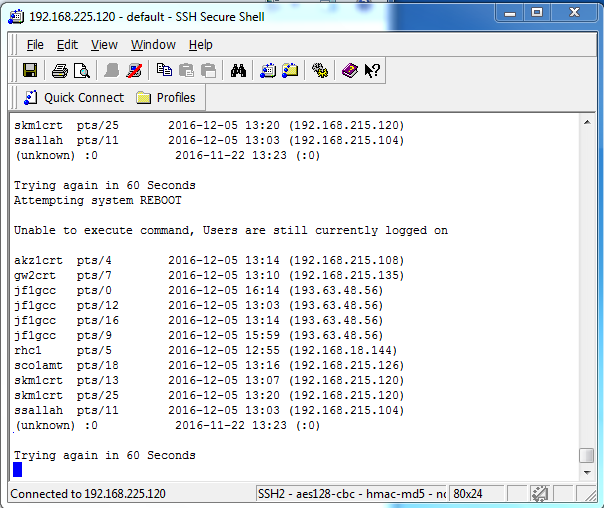 192.168.225.120 - default - SSH Secure Shell
File Edit View Window Help
Quick Connect Profiles
skm1crt pts/25 2016-12-05 13:20 (192.168.215.120)
ssallah pts/11 2016-12-05 13:03 (192.168.215.104)
(unknown) :0 2016-11-22 13:23 (:0)
Trying again in 60 Seconds
Attempting system REBOOT
Unable to execute command, Users are still currently logged on
akz1crt pts/4 2016-12-05 13:14 (192.168.215.108)
gw2crt pts/7 2016-12-05 13:10 (192.168.215.135)
jf1gcc pts/0 2016-12-05 16:14 (193.63.48.56)
jf1gcc pts/12 2016-12-05 13:03 (193.63.48.56)
jf1gcc pts/16 2016-12-05 13:14 (193.63.48.56)
jf1gcc pts/9 2016-12-05 15:59 (193.63.48.56)
rhc1 pts/5 2016-12-05 12:55 (192.168.18.144)
sco1amt pts/18 2016-12-05 13:16 (192.168.215.126)
skm1crt pts/13 2016-12-05 13:07 (192.168.215.120)
skm1crt pts/25 2016-12-05 13:20 (192.168.215.120)
ssallah pts/11 2016-12-05 13:03 (192.168.215.104)
(unknown) :0 2016-11-22 13:23 (:0)
Trying again in 60 Seconds
Connected to 192.168.225.120 SSH2 - aes128-cbc - hmac-md5 - nc 80x24